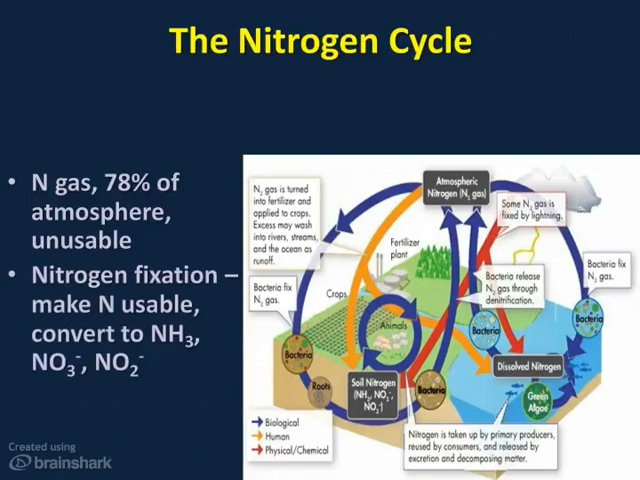 The Nitrogen Cycle
• N gas, 78% of
atmosphere,
unusable
• Nitrogen fixation –
make N usable,
convert to NH₃,
NO₃⁻, NO₂⁻
Atmospheric
Nitrogen (N₂ gas)
N₂ gas is turned
into fertilizer and
applied to crops.
Excess may wash
into rivers, streams,
and the ocean as
runoff.
Some N₂ gas is
fixed by lightning.
Fertilizer
plant
Bacteria fix
N₂ gas.
Bacteria release
N₂ gas through
denitrification.
Bacteria fix
N₂ gas.
Crops
Animals
Bacteria
Bacteria
Bacteria
Dissolved Nitrogen
Roots
Soil Nitrogen
(NH₃, NO₂⁻,
NO₃⁻)
Bacteria
Green
Algae
Biological
Human
Physical/Chemical
Nitrogen is taken up by primary producers,
reused by consumers, and released by
excretion and decomposing matter.
Created using
brainshark